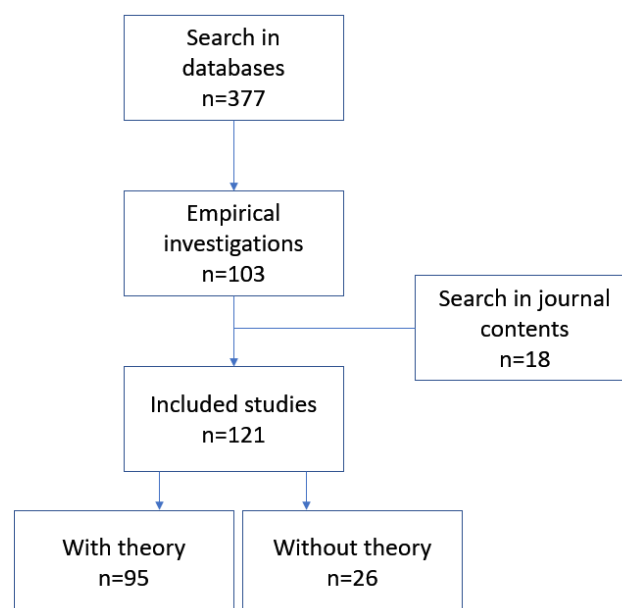 Search in
databases
n=377
Empirical
investigations
n=103
Search in journal
contents
n=18
Included studies
n=121
With theory
n=95
Without theory
n=26